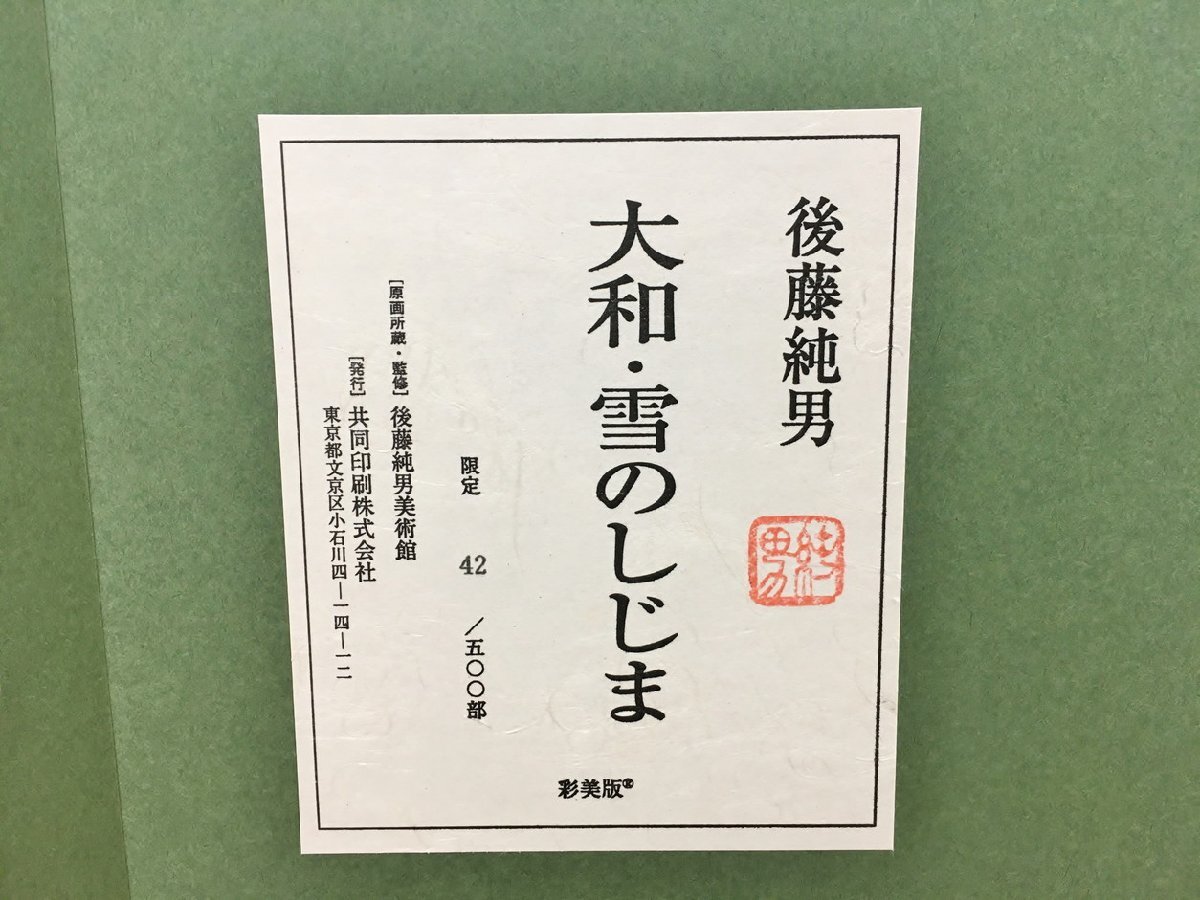 後藤純男
純男
大和・雪のしじま
限定 42 /五〇〇部
[原画所蔵・監修] 後藤純男美術館
[発行] 共同印刷株式会社
東京都文京区小石川四―一四―一二
彩美版®